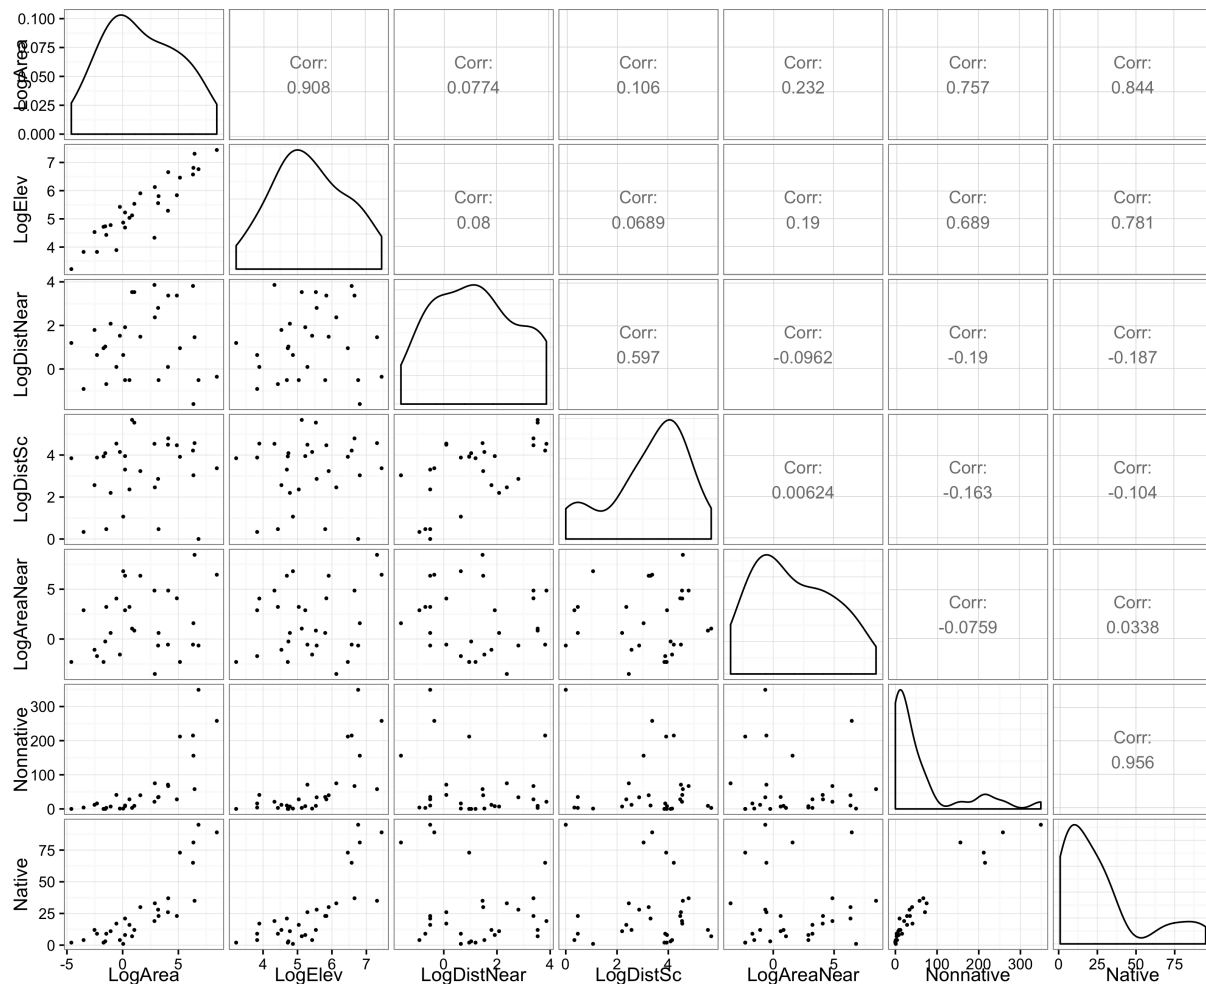 0.100
0.075
0.050
0.025
0.000
LogArea
Corr:
0.908
Corr:
0.0774
Corr:
0.106
Corr:
0.232
Corr:
0.757
Corr:
0.844
7
6
5
4
LogElev
Corr:
0.08
Corr:
0.0689
Corr:
0.19
Corr:
0.689
Corr:
0.781
4
2
0
LogDistNear
Corr:
0.597
Corr:
-0.0962
Corr:
-0.19
Corr:
-0.187
4
2
0
LogDistSc
Corr:
0.00624
Corr:
-0.163
Corr:
-0.104
5
0
LogAreaNear
Corr:
-0.0759
Corr:
0.0338
300
200
100
0
Nonnative
Corr:
0.956
75
50
25
0
Native
-5 0 5 4 5 6 7 0 2 4 0 2 4 0 5 0 100 200 300 0 25 50 75
LogArea LogElev LogDistNear LogDistSc LogAreaNear Nonnative Native